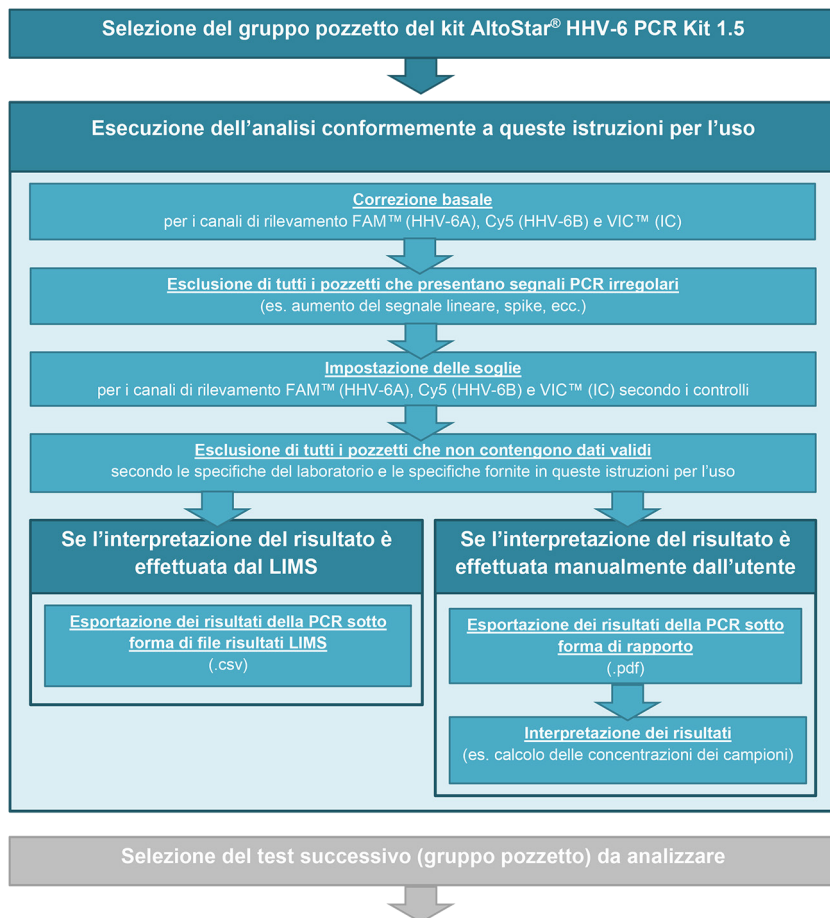 Selezione del gruppo pozzetto del kit AltoStar® HHV-6 PCR Kit 1.5
Esecuzione dell’analisi conformemente a queste istruzioni per l’uso
Correzione basale
per i canali di rilevamento FAM™ (HHV-6A), Cy5 (HHV-6B) e VIC™ (IC)
Esclusione di tutti i pozzetti che presentano segnali PCR irregolari
(es. aumento del segnale lineare, spike, ecc.)
Impostazione delle soglie
per i canali di rilevamento FAM™ (HHV-6A), Cy5 (HHV-6B) e VIC™ (IC) secondo i controlli
Esclusione di tutti i pozzetti che non contengono dati validi
secondo le specifiche del laboratorio e le specifiche fornite in queste istruzioni per l’uso
Se l’interpretazione del risultato è
effettuata dal LIMS
Esportazione dei risultati della PCR sotto
forma di file risultati LIMS
(.csv)
Se l’interpretazione del risultato è
effettuata manualmente dall’utente
Esportazione dei risultati della PCR sotto
forma di rapporto
(.pdf)
Interpretazione dei risultati
(es. calcolo delle concentrazioni dei campioni)
Selezione del test successivo (gruppo pozzetto) da analizzare